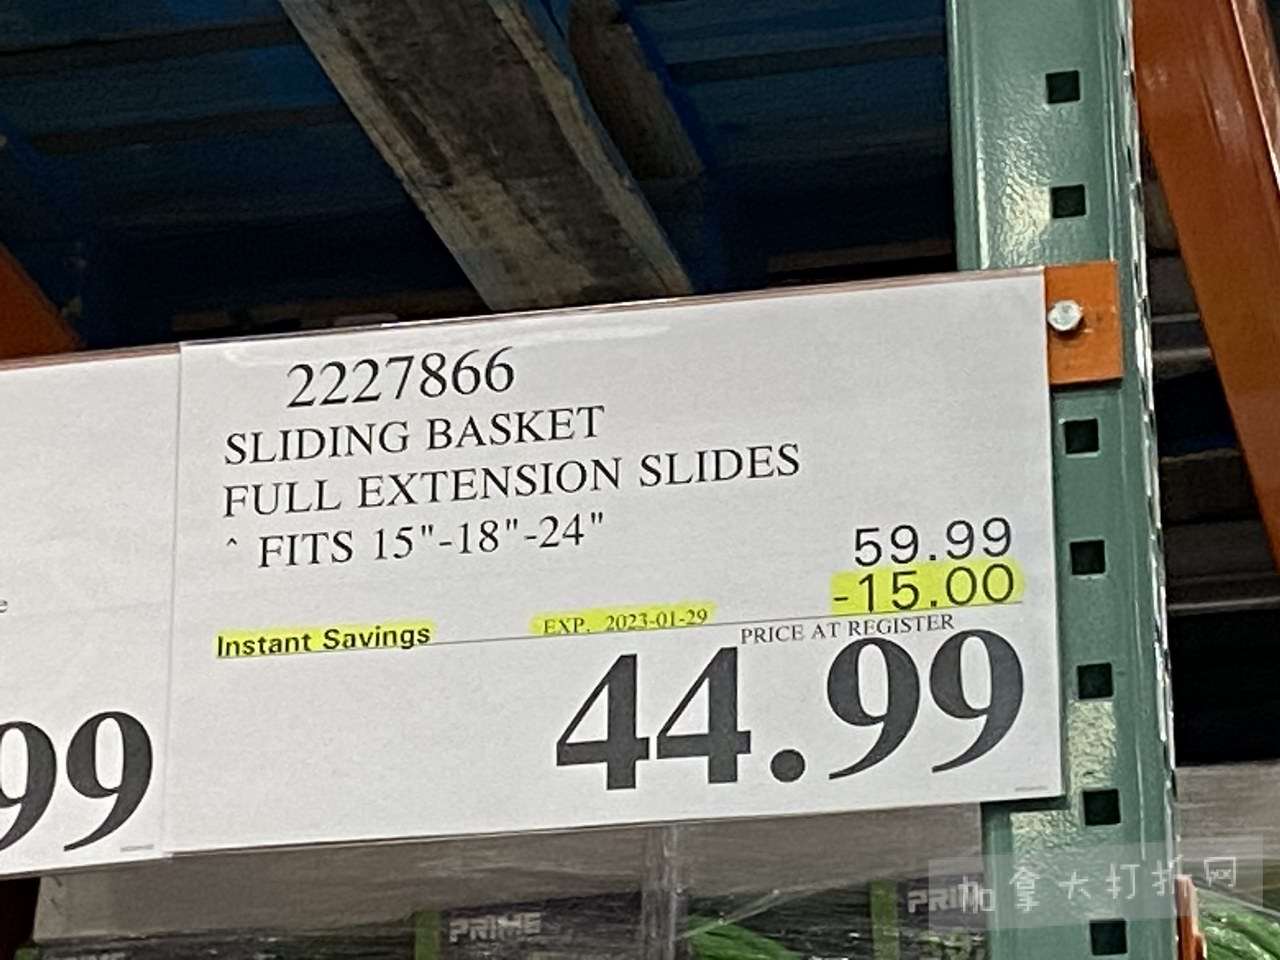 2227866
SLIDING BASKET
FULL EXTENSION SLIDES
^ FITS 15"-18"-24"
59.99
-15.00
Instant Savings EXP. 2023-01-29
PRICE AT REGISTER
44.99
e
99
PRIME
PRIM
加拿大打折网